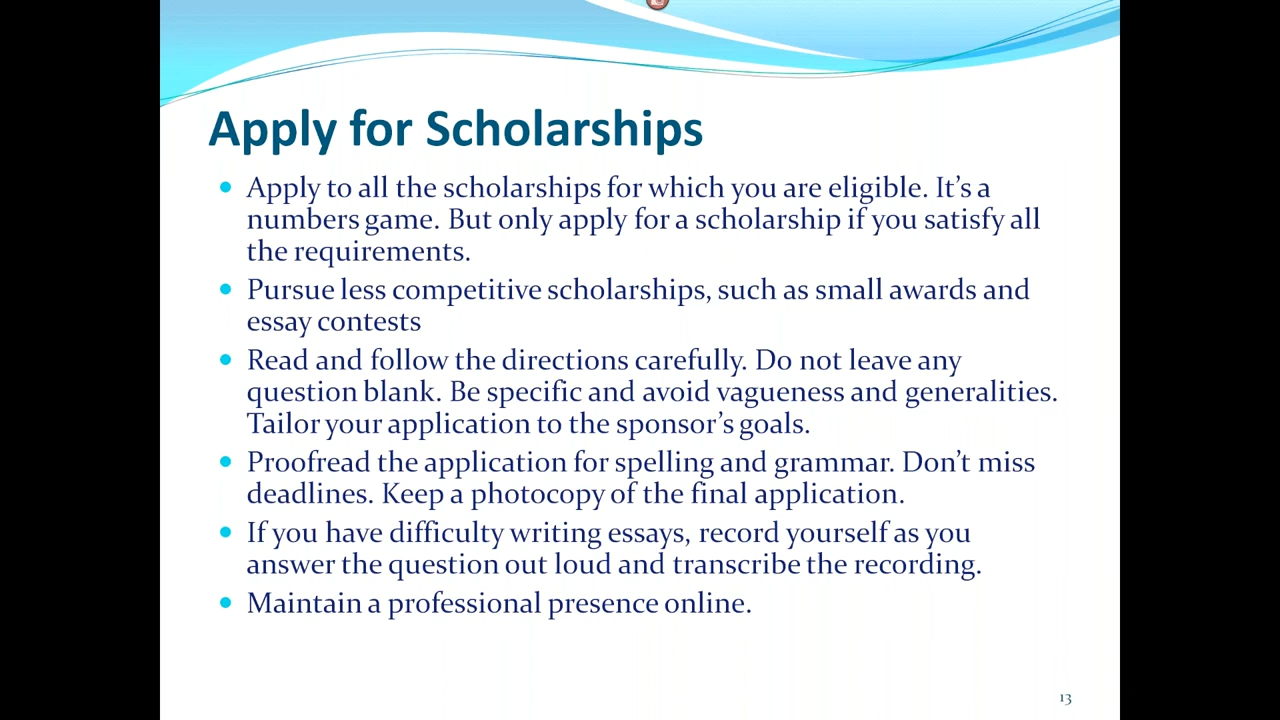 Apply for Scholarships
Apply to all the scholarships for which you are eligible. It’s a
numbers game. But only apply for a scholarship if you satisfy all
the requirements.
Pursue less competitive scholarships, such as small awards and
essay contests
Read and follow the directions carefully. Do not leave any
question blank. Be specific and avoid vagueness and generalities.
Tailor your application to the sponsor’s goals.
Proofread the application for spelling and grammar. Don’t miss
deadlines. Keep a photocopy of the final application.
If you have difficulty writing essays, record yourself as you
answer the question out loud and transcribe the recording.
Maintain a professional presence online.
13